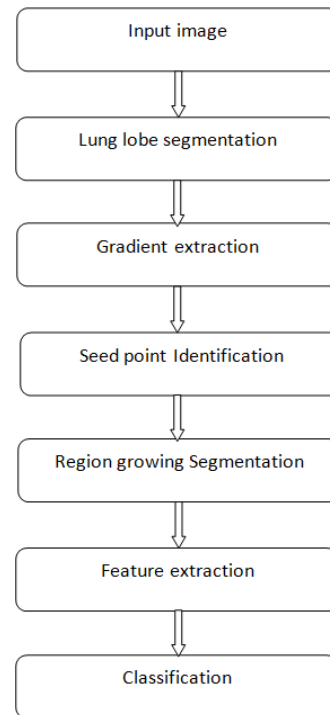 Input image
Lung lobe segmentation
Gradient extraction
Seed point Identification
Region growing Segmentation
Feature extraction
Classification